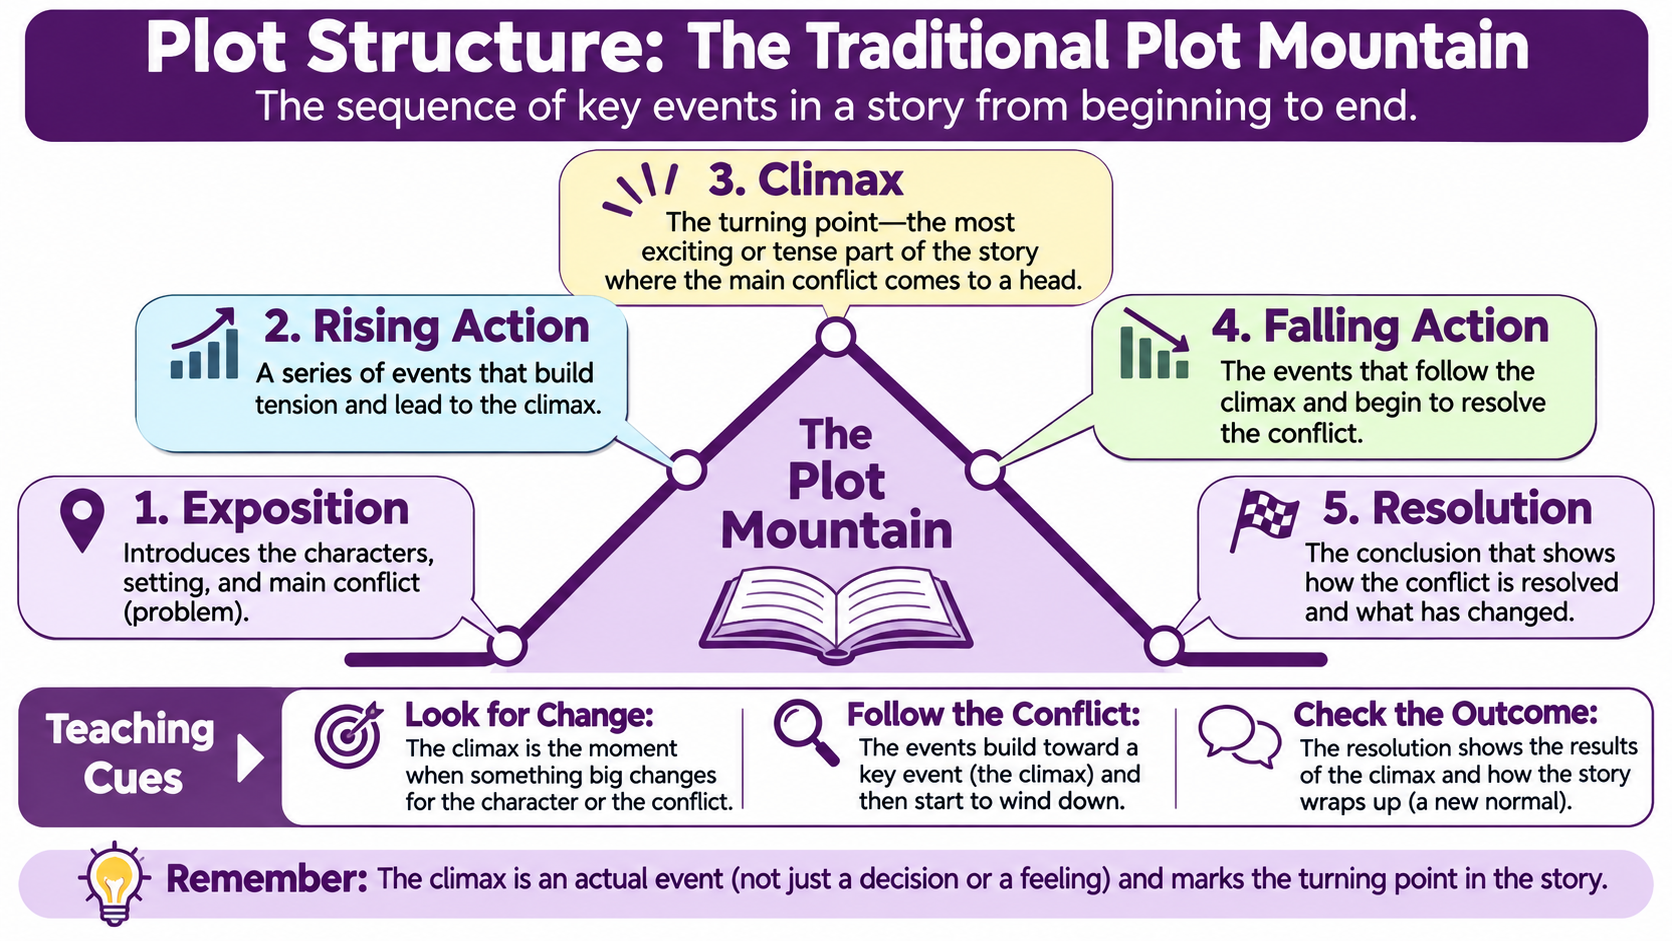 Plot Structure: The Traditional Plot Mountain
The sequence of key events in a story from beginning to end.
3. Climax
The turning point—the most
exciting or tense part of the story
where the main conflict comes to a head.
2. Rising Action
A series of events that build
tension and lead to the climax.
4. Falling Action
The events that follow the
climax and begin to resolve
the conflict.
1. Exposition
Introduces the characters,
setting, and main conflict
(problem).
The
Plot
Mountain
5. Resolution
The conclusion that shows
how the conflict is resolved
and what has changed.
Teaching
Cues
Look for Change:
The climax is the moment
when something big changes
for the character or the conflict.
Follow the Conflict:
The events build toward a
key event (the climax) and
then start to wind down.
Check the Outcome:
The resolution shows the results
of the climax and how the story
wraps up (a new normal).
Remember: The climax is an actual event (not just a decision or a feeling) and marks the turning point in the story.